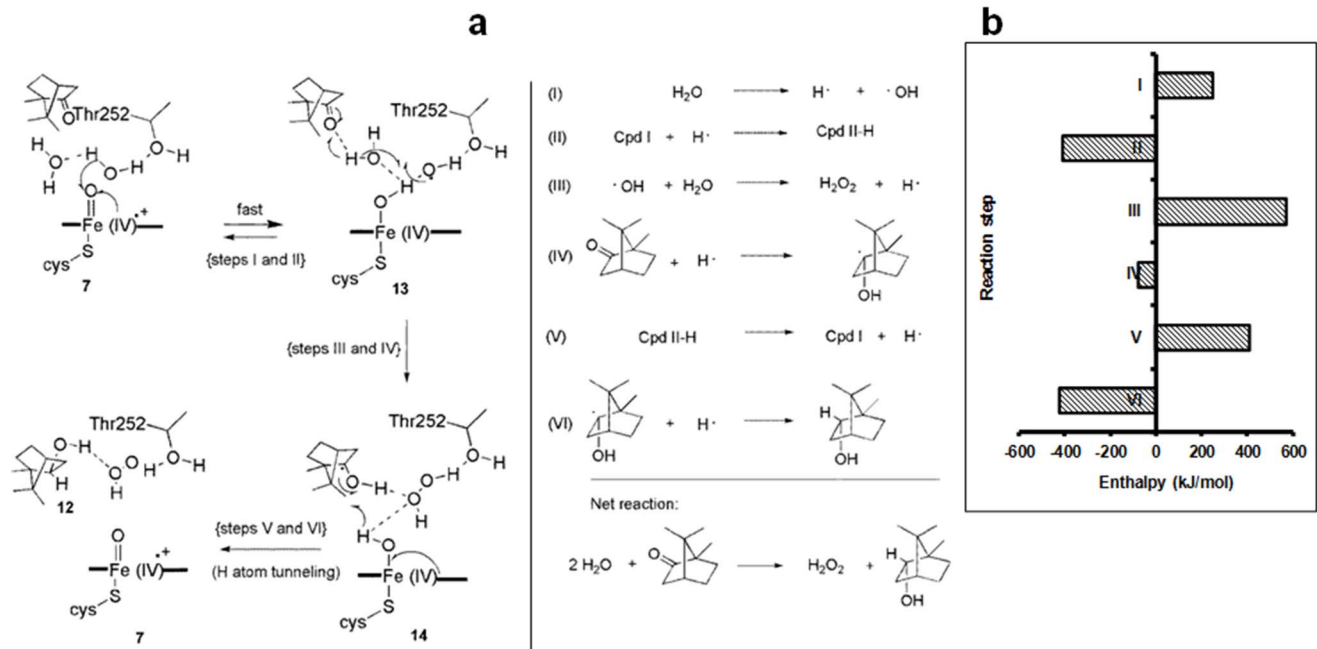 a
b
Thr252
H
O
H
H
O
H
O
O
H
Fe (IV)•+
S
cys
7
fast
{steps I and II}
O
H
H
O
Thr252
O
H
O
H
O
Fe (IV)
S
cys
13
{steps III and IV}
Thr252
O
H
O
H
O
O
H
H
O
Fe (IV)
S
cys
14
{steps V and VI}
(H atom tunneling)
Thr252
O
H
O
H
O
O
H
H
H
12
O
Fe (IV)•+
S
cys
7
(I) H2O H· + ·OH
(II) Cpd I + H· Cpd II-H
(III) ·OH + H2O H2O2 + H·
(IV) O + H· OH
(V) Cpd II-H Cpd I + H·
(VI) OH + H· H OH
Net reaction:
2 H2O + O H2O2 + H OH
Reaction step
I
II
III
IV
V
VI
-600 -400 -200 0 200 400 600
Enthalpy (kJ/mol)